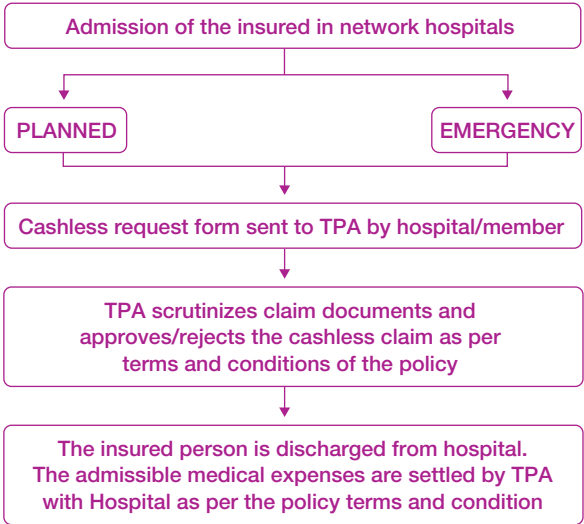 Admission of the insured in network hospitals
PLANNED
EMERGENCY
Cashless request form sent to TPA by hospital/member
TPA scrutinizes claim documents and
approves/rejects the cashless claim as per
terms and conditions of the policy
The insured person is discharged from hospital.
The admissible medical expenses are settled by TPA
with Hospital as per the policy terms and condition